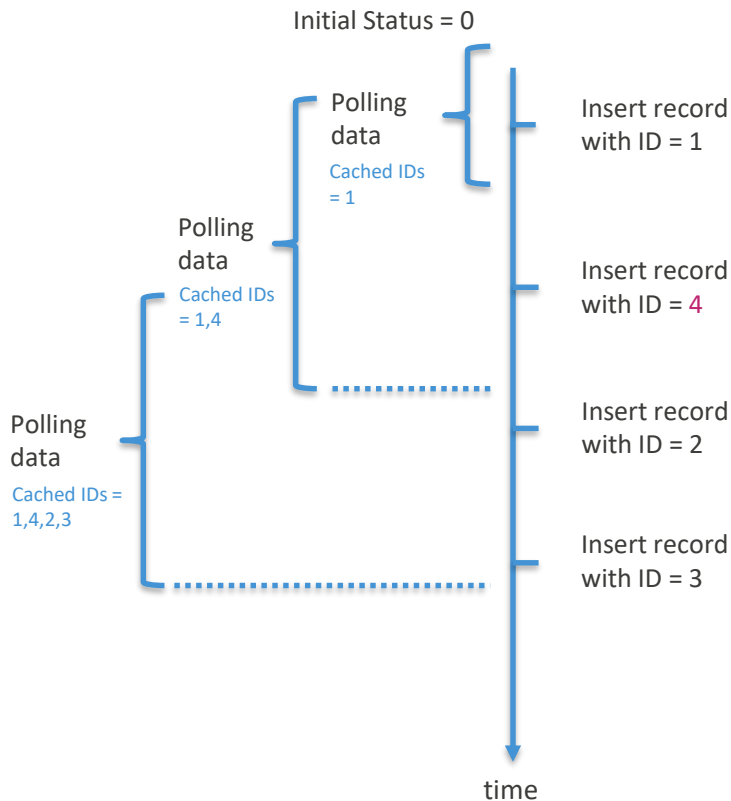 Initial Status = 0
Polling
data
Cached IDs
= 1
Insert record
with ID = 1
Polling
data
Cached IDs
= 1,4
Insert record
with ID = 4
Polling
data
Cached IDs =
1,4,2,3
Insert record
with ID = 2
Insert record
with ID = 3
time